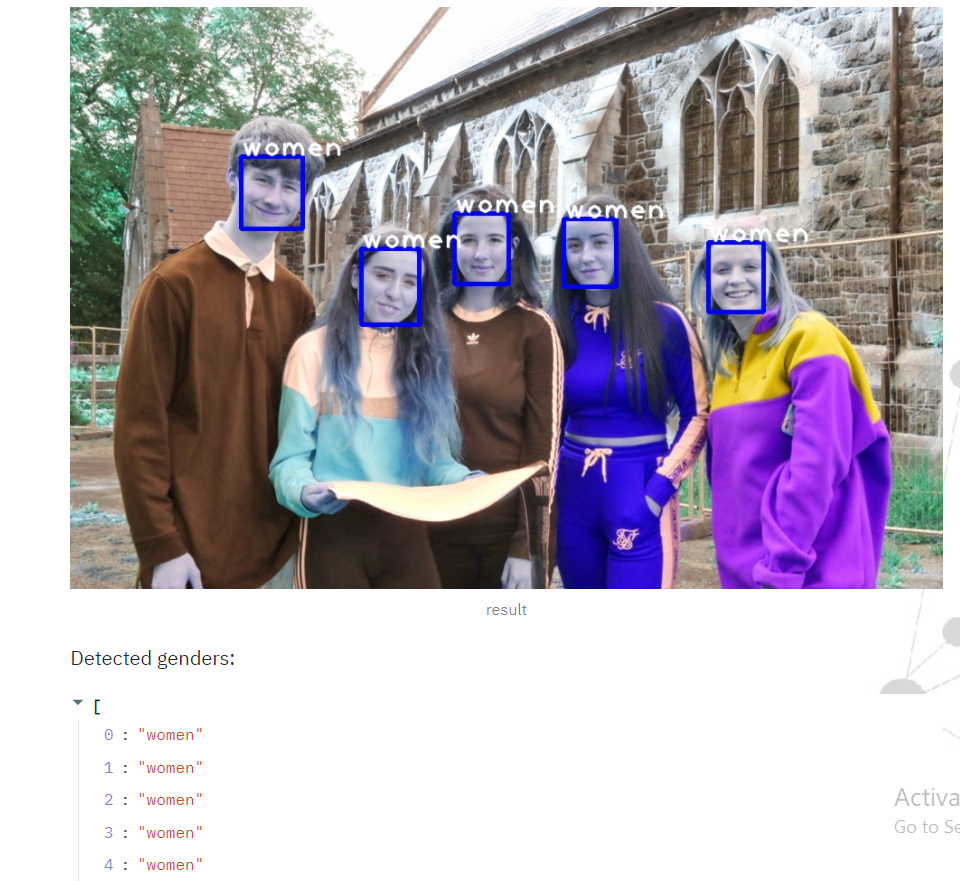 women
women
women
women
women
result
Detected genders:
[
0 : "women"
1 : "women"
2 : "women"
3 : "women"
4 : "women"
Activa
Go to Se